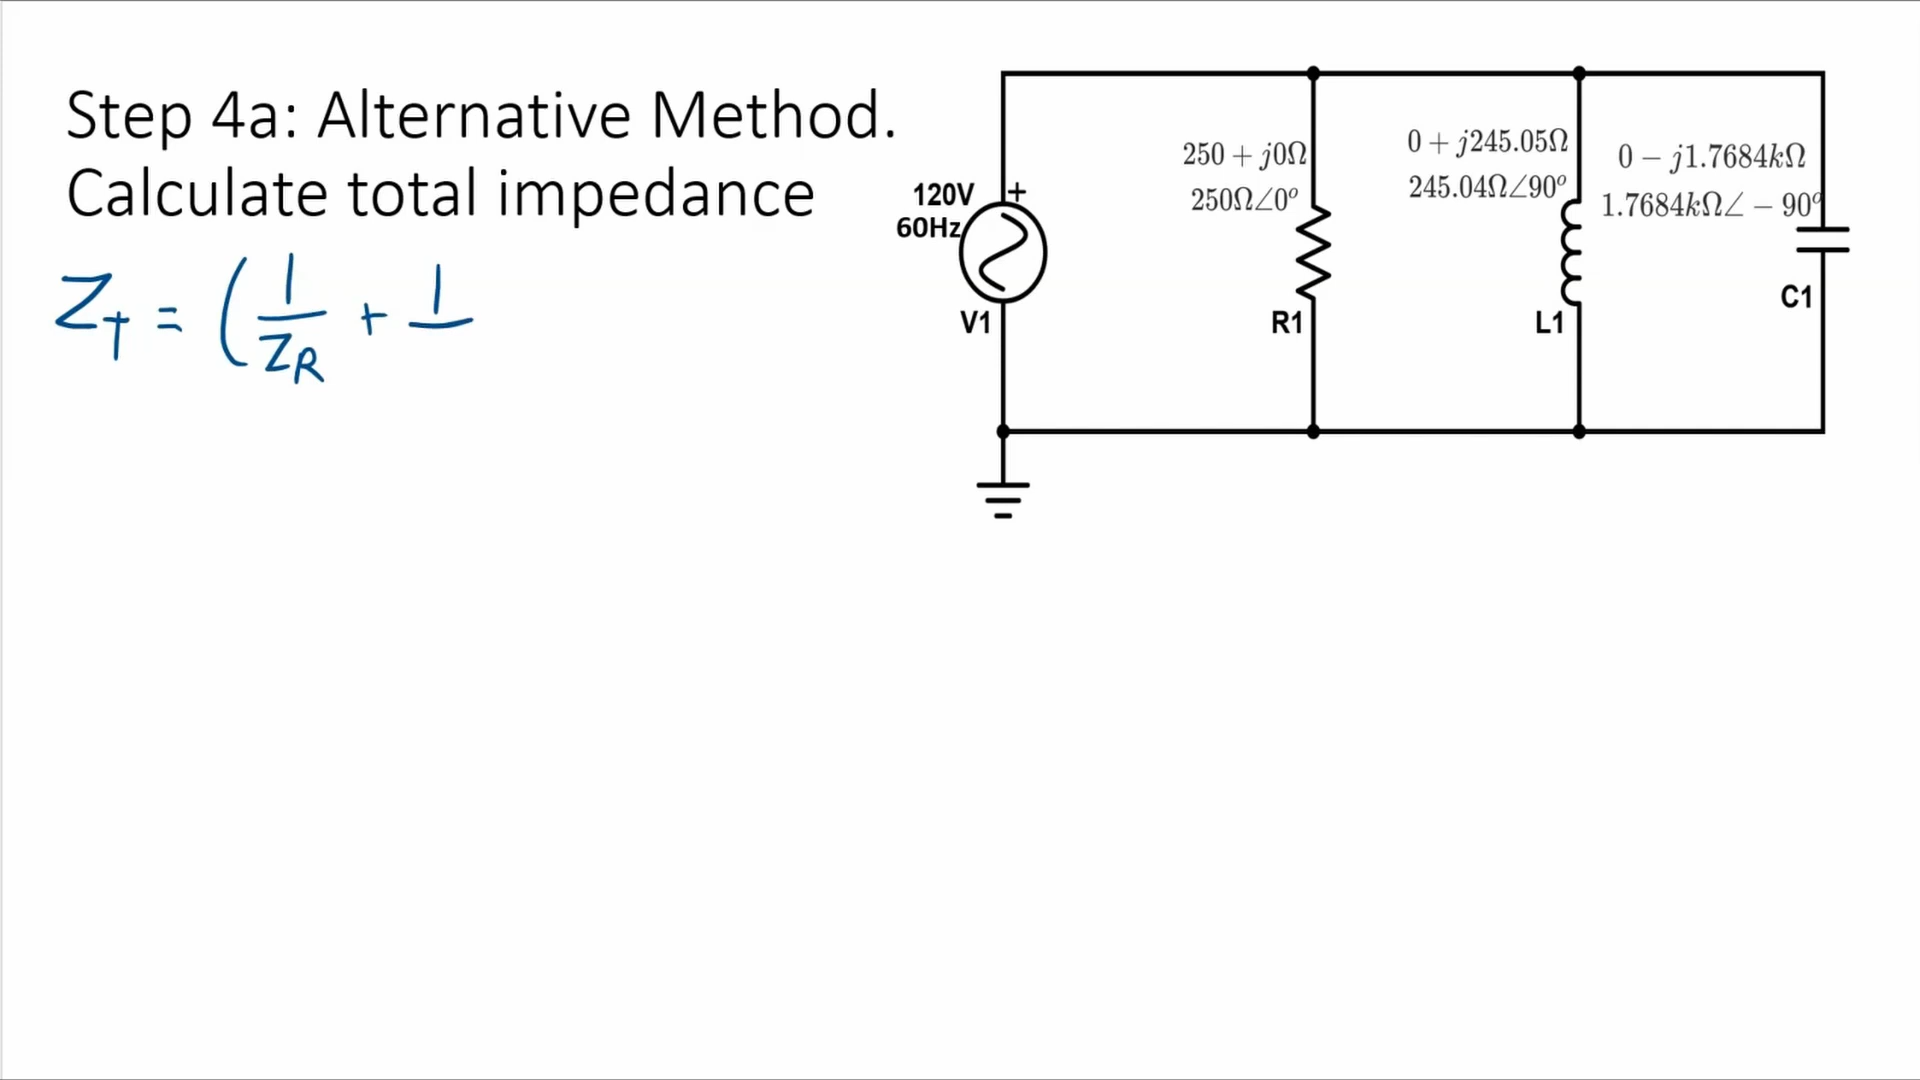 Step 4a: Alternative Method.
Calculate total impedance
Z_T = ( 1/Z_R + 1/
120V
60Hz
+
V1
250 + j0Ω
250Ω∠0°
R1
0 + j245.05Ω
245.04Ω∠90°
L1
0 − j1.7684kΩ
1.7684kΩ∠ − 90°
C1